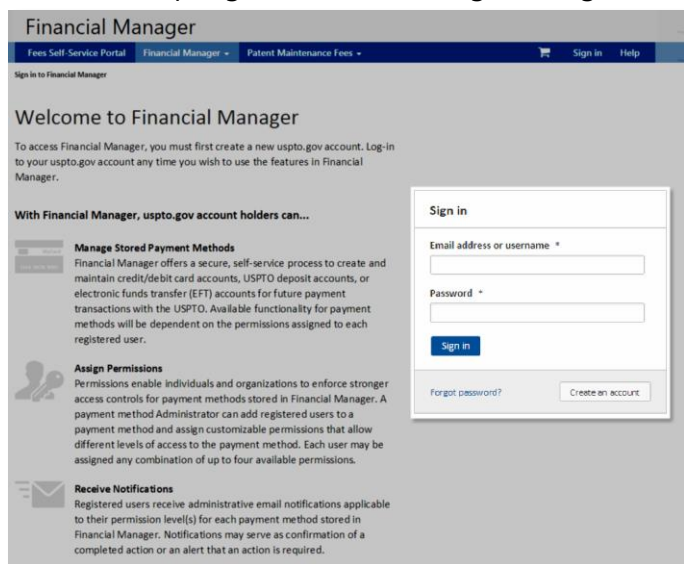 Financial Manager
Fees Self-Service Portal Financial Manager Patent Maintenance Fees Sign in Help
Sign in to Financial Manager
Welcome to Financial Manager
To access Financial Manager, you must first create a new uspto.gov account. Log-in
to your uspto.gov account any time you wish to use the features in Financial
Manager.
With Financial Manager, uspto.gov account holders can...
Manage Stored Payment Methods
Financial Manager offers a secure, self-service process to create and
maintain credit/debit card accounts, USPTO deposit accounts, or
electronic funds transfer (EFT) accounts for future payment
transactions with the USPTO. Available functionality for payment
methods will be dependent on the permissions assigned to each
registered user.
Assign Permissions
Permissions enable individuals and organizations to enforce stronger
access controls for payment methods stored in Financial Manager. A
payment method Administrator can add registered users to a
payment method and assign customizable permissions that allow
different levels of access to the payment method. Each user may be
assigned any combination of up to four available permissions.
Receive Notifications
Registered users receive administrative email notifications applicable
to their permission level(s) for each payment method stored in
Financial Manager. Notifications may serve as confirmation of a
completed action or an alert that an action is required.
Sign in
Email address or username *
Password *
Sign in
Forgot password? Create an account